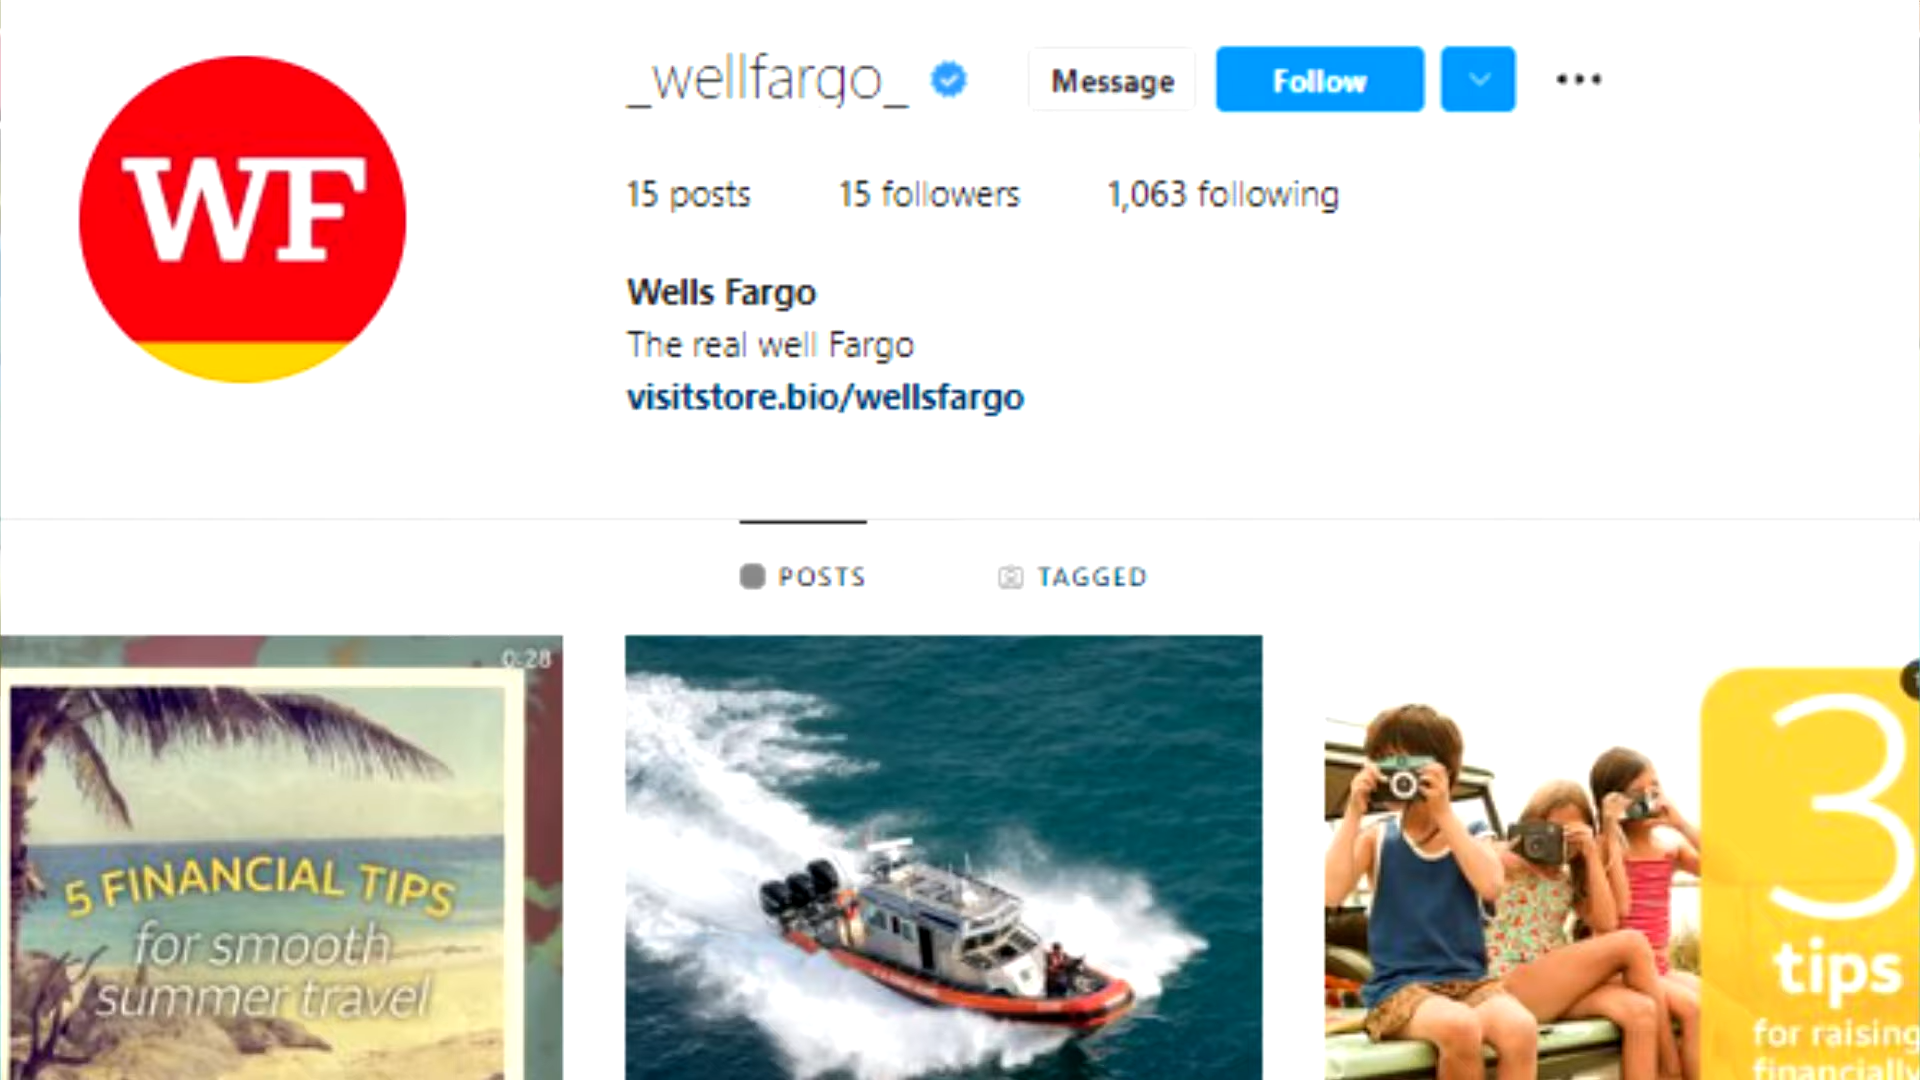 WF
_wellfargo_
Message
Follow
15 posts
15 followers
1,063 following
Wells Fargo
The real well Fargo
visitstore.bio/wellsfargo
POSTS
TAGGED
0:28
5 FINANCIAL TIPS
for smooth
summer travel
3
tips
for raising
financially